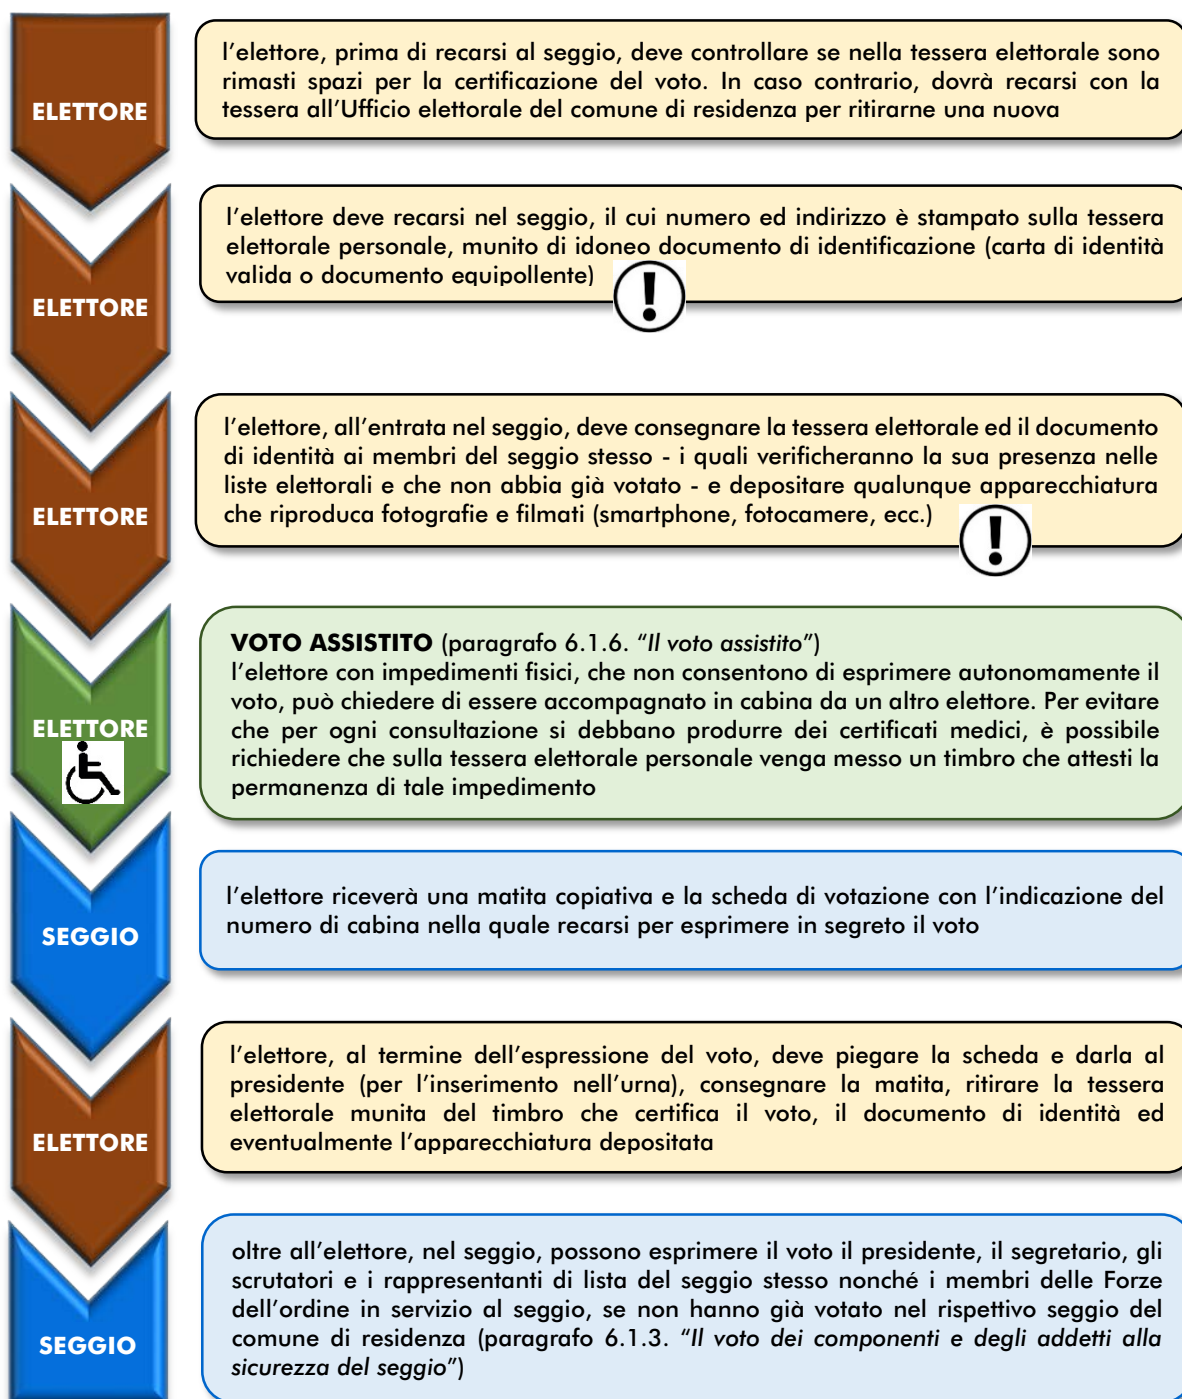 ELETTORE
l'elettore, prima di recarsi al seggio, deve controllare se nella tessera elettorale sono
rimasti spazi per la certificazione del voto. In caso contrario, dovrà recarsi con la
tessera all'Ufficio elettorale del comune di residenza per ritirarne una nuova
ELETTORE
l'elettore deve recarsi nel seggio, il cui numero ed indirizzo è stampato sulla tessera
elettorale personale, munito di idoneo documento di identificazione (carta di identità
valida o documento equipollente)
!
ELETTORE
l'elettore, all'entrata nel seggio, deve consegnare la tessera elettorale ed il documento
di identità ai membri del seggio stesso - i quali verificheranno la sua presenza nelle
liste elettorali e che non abbia già votato - e depositare qualunque apparecchiatura
che riproduca fotografie e filmati (smartphone, fotocamere, ecc.)
!
ELETTORE
VOTO ASSISTITO (paragrafo 6.1.6. "Il voto assistito")
l'elettore con impedimenti fisici, che non consentono di esprimere autonomamente il
voto, può chiedere di essere accompagnato in cabina da un altro elettore. Per evitare
che per ogni consultazione si debbano produrre dei certificati medici, è possibile
richiedere che sulla tessera elettorale personale venga messo un timbro che attesti la
permanenza di tale impedimento
SEGGIO
l'elettore riceverà una matita copiativa e la scheda di votazione con l'indicazione del
numero di cabina nella quale recarsi per esprimere in segreto il voto
ELETTORE
l'elettore, al termine dell'espressione del voto, deve piegare la scheda e darla al
presidente (per l'inserimento nell'urna), consegnare la matita, ritirare la tessera
elettorale munita del timbro che certifica il voto, il documento di identità ed
eventualmente l'apparecchiatura depositata
SEGGIO
oltre all'elettore, nel seggio, possono esprimere il voto il presidente, il segretario, gli
scrutatori e i rappresentanti di lista del seggio stesso nonché i membri delle Forze
dell'ordine in servizio al seggio, se non hanno già votato nel rispettivo seggio del
comune di residenza (paragrafo 6.1.3. "Il voto dei componenti e degli addetti alla
sicurezza del seggio")